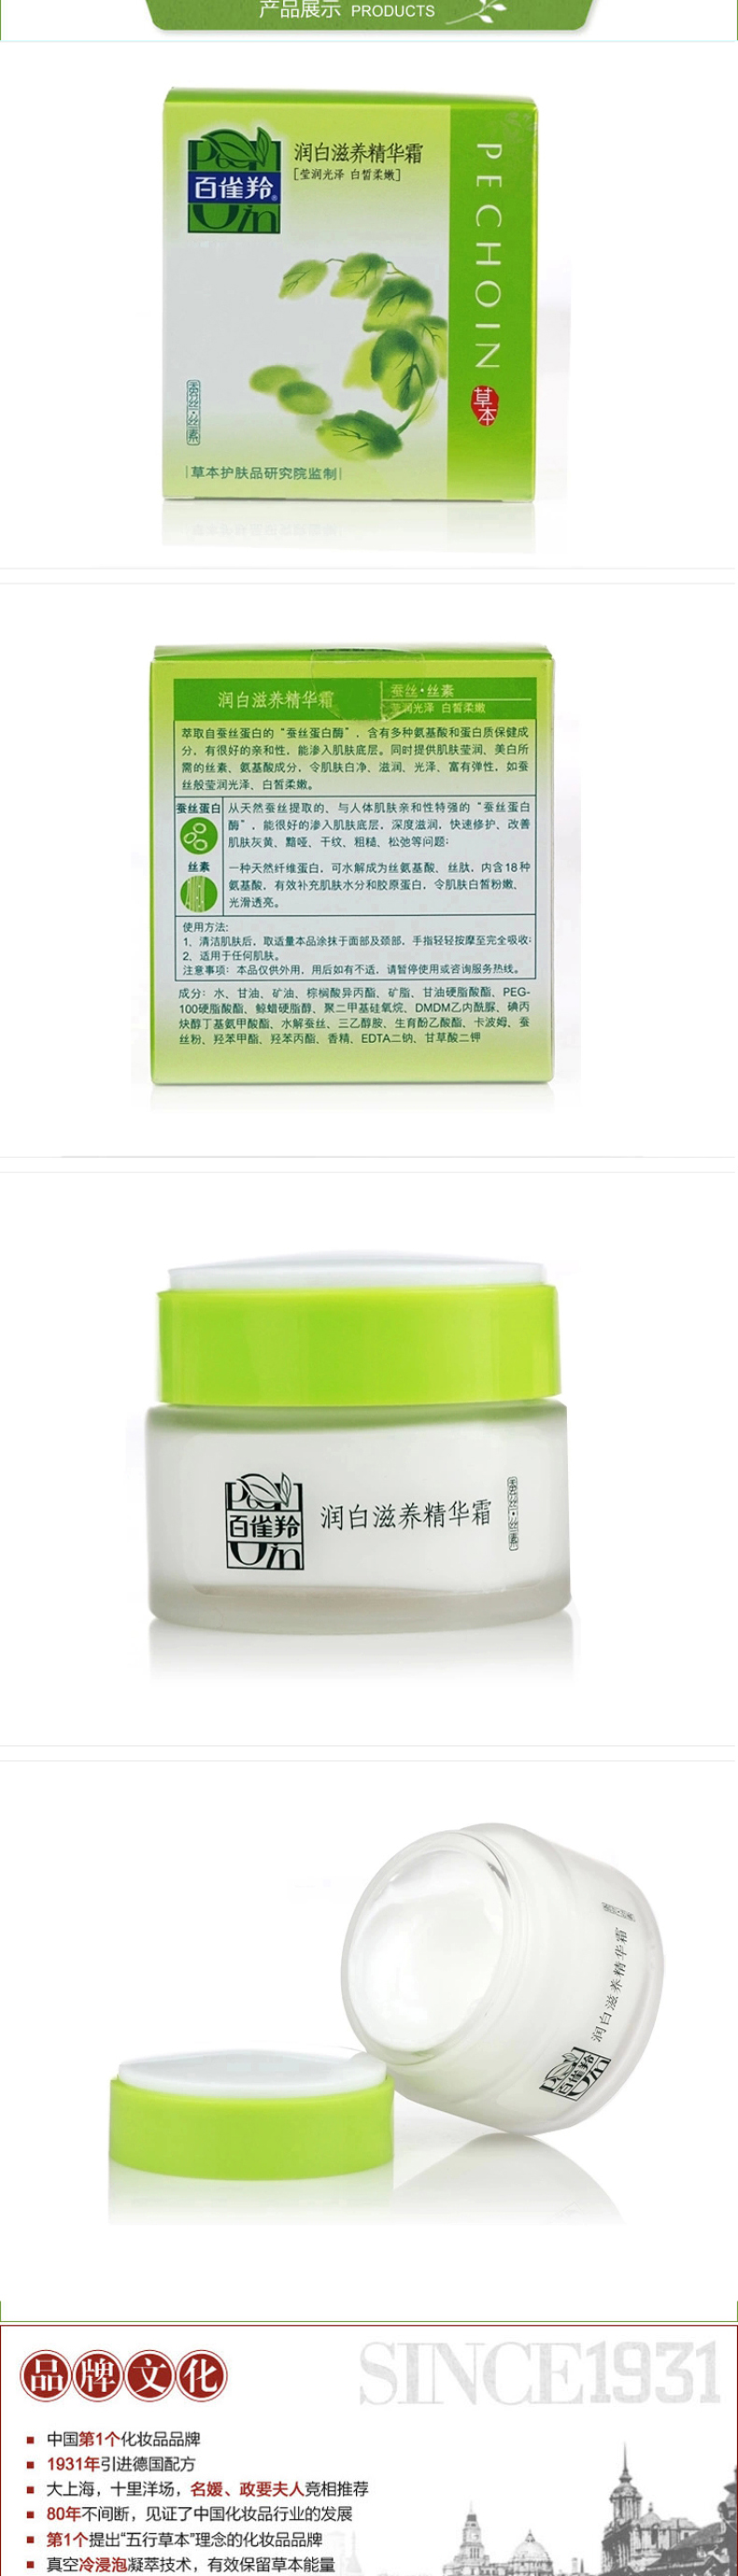 产品展示 PRODUCTS
百雀羚
润白滋养精华霜
[莹润光泽 白皙柔嫩]
PECHOIN
草本
蚕丝·丝素
|草本护肤品研究院监制|
润白滋养精华霜
蚕丝·丝素
莹润光泽 白皙柔嫩
萃取自蚕丝蛋白的“蚕丝蛋白酶”，含有多种氨基酸和蛋白质保健成
分，有很好的亲和性，能渗入肌肤底层。同时提供肌肤莹润、美白所
需的丝素、氨基酸成分，令肌肤白净、滋润、光泽、富有弹性，如蚕
丝般莹润光泽、白皙柔嫩。
蚕丝蛋白
从天然蚕丝提取的、与人体肌肤亲和性特强的“蚕丝蛋白
酶”，能很好的渗入肌肤底层，深度滋润，快速修护、改善
肌肤灰黄、黯哑、干纹、粗糙、松弛等问题；
丝素
一种天然纤维蛋白，可水解成为丝氨基酸、丝肽，内含18种
氨基酸，有效补充肌肤水分和胶原蛋白，令肌肤白皙粉嫩、
光滑透亮。
使用方法：
1、清洁肌肤后，取适量本品涂抹于面部及颈部，手指轻轻按摩至完全吸收；
2、适用于任何肌肤。
注意事项：本品仅供外用，用后如有不适，请暂停使用或咨询服务热线。
成分：水、甘油、矿油、棕榈酸异丙酯、矿脂、甘油硬脂酸酯、PEG-
100硬脂酸酯、鲸蜡硬脂醇、聚二甲基硅氧烷、DMDM乙内酰脲、碘丙
炔醇丁基氨甲酸酯、水解蚕丝、三乙醇胺、生育酚乙酸酯、卡波姆、蚕
丝粉、羟苯甲酯、羟苯丙酯、香精、EDTA二钠、甘草酸二钾
百雀羚
润白滋养精华霜
蚕丝·丝素
润白滋养精华霜
百雀羚
品牌文化
SINCE1931
中国第1个化妆品品牌
1931年引进德国配方
大上海，十里洋场，名媛、政要夫人竞相推荐
80年不间断，见证了中国化妆品行业的发展
第1个提出“五行草本”理念的化妆品品牌
真空冷浸泡凝萃技术，有效保留草本能量